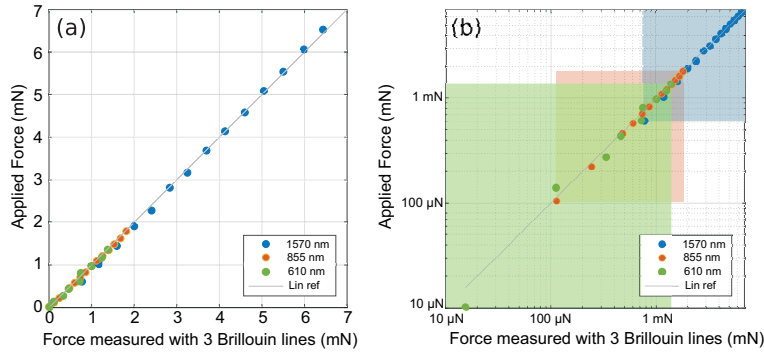 (a)
Applied Force (mN)
7
6
5
4
3
2
1
0
0 1 2 3 4 5 6 7
1570 nm
855 nm
610 nm
Lin ref
Force measured with 3 Brillouin lines (mN)
(b)
Applied Force (mN)
1 mN
100 µN
10 µN
10 µN 100 µN 1 mN
1570 nm
855 nm
610 nm
Lin ref
Force measured with 3 Brillouin lines (mN)